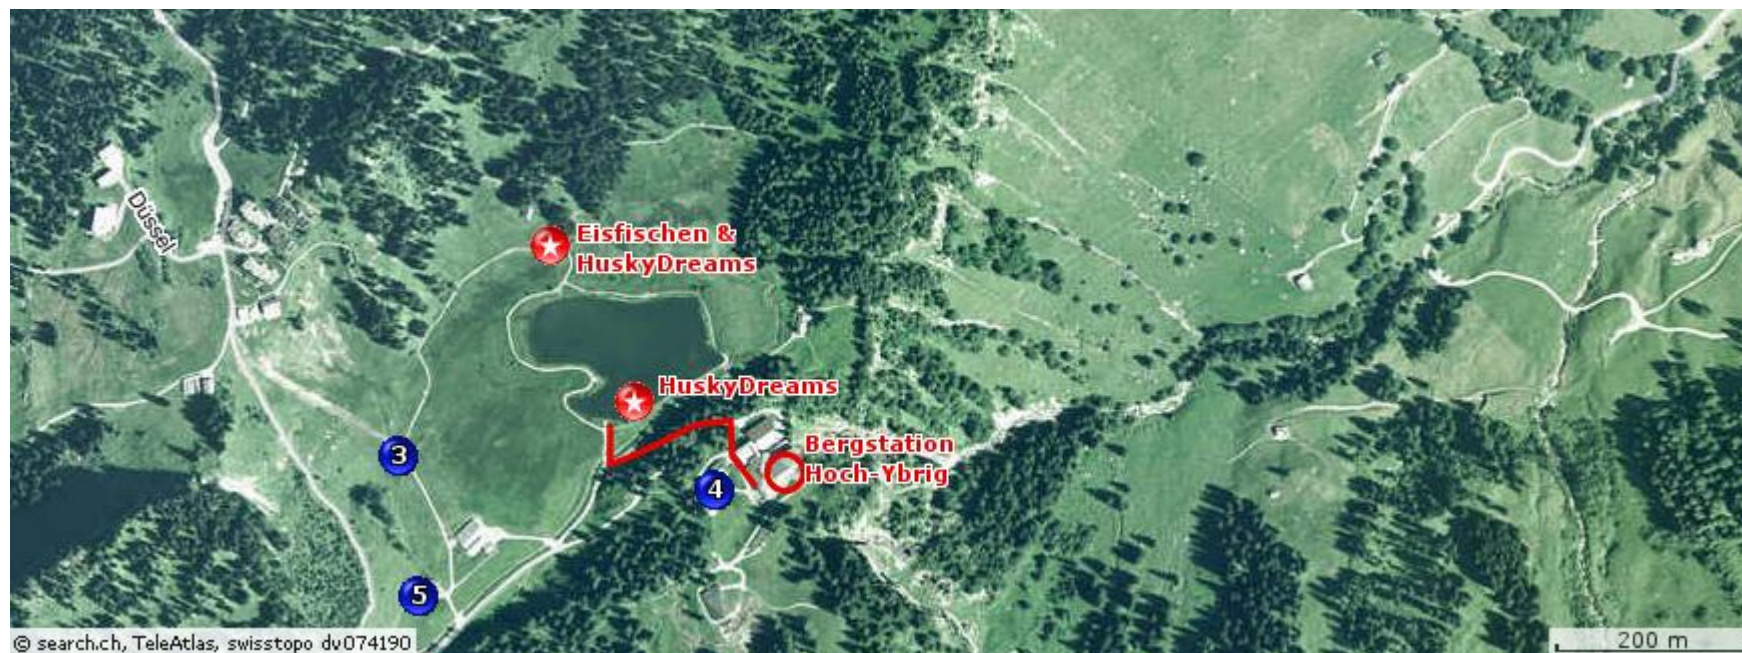 Düssel
Eisfischen &
HuskyDreams
HuskyDreams
Bergstation
Hoch-Ybrig
3
4
5
© search.ch, TeleAtlas, swisstopo dv074190
200 m